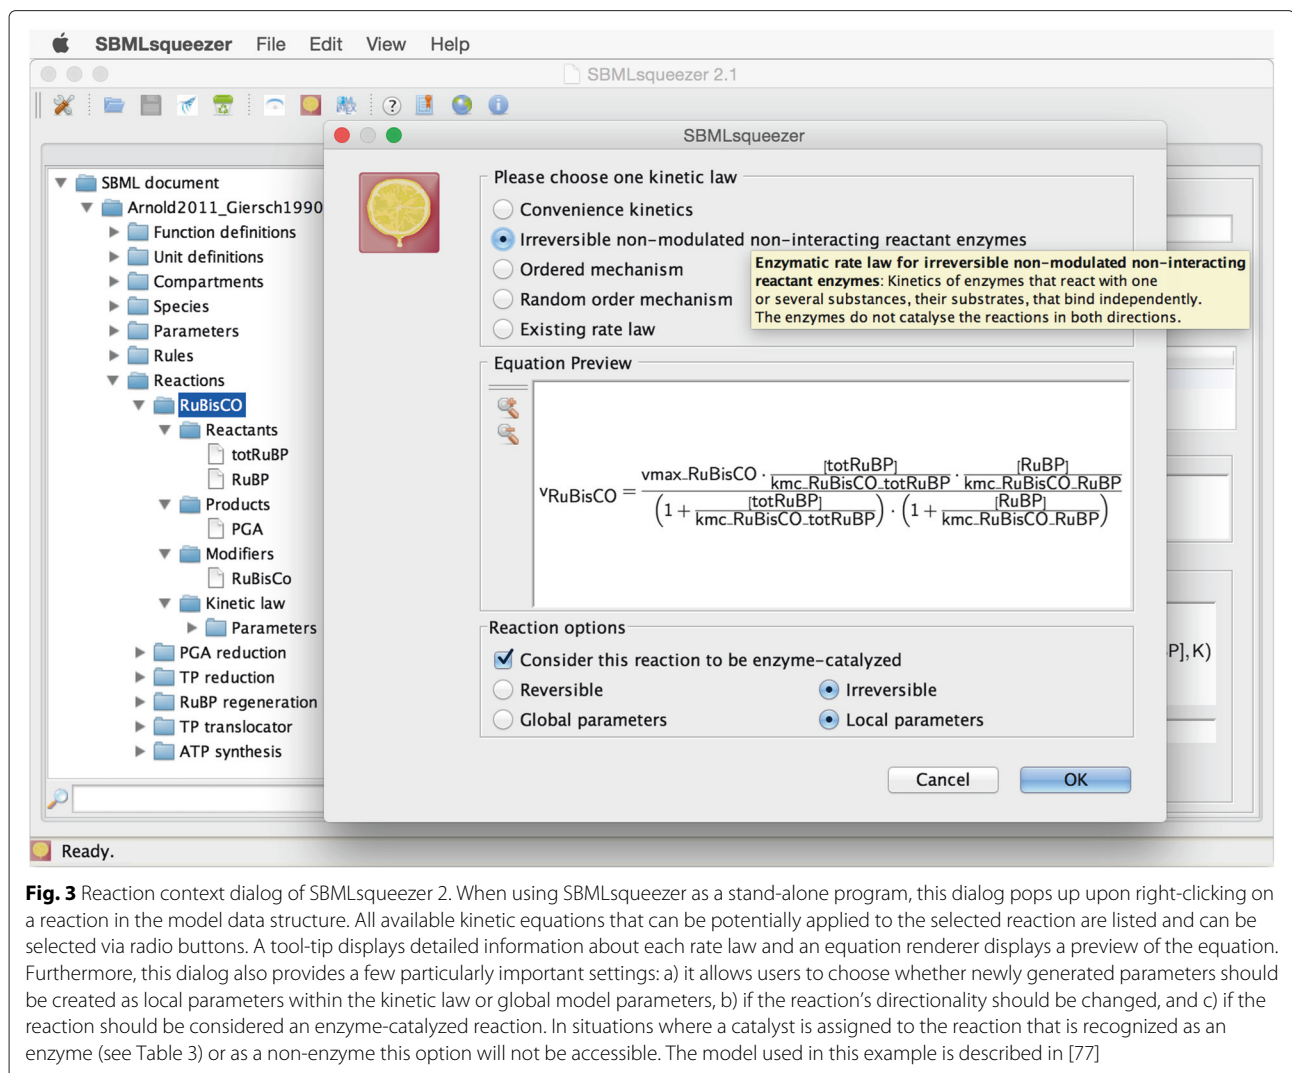 SBMLsqueezer File Edit View Help
SBMLsqueezer 2.1
SBMLsqueezer
SBML document
Arnold2011_Giersch1990
Function definitions
Unit definitions
Compartments
Species
Parameters
Rules
Reactions
RuBisCO
Reactants
totRuBP
RuBP
Products
PGA
Modifiers
RuBisCo
Kinetic law
Parameters
PGA reduction
TP reduction
RuBP regeneration
TP translocator
ATP synthesis
Please choose one kinetic law
Convenience kinetics
Irreversible non-modulated non-interacting reactant enzymes
Ordered mechanism
Random order mechanism
Existing rate law
Enzymatic rate law for irreversible non-modulated non-interacting
reactant enzymes: Kinetics of enzymes that react with one
or several substances, their substrates, that bind independently.
The enzymes do not catalyse the reactions in both directions.
Equation Preview
vRuBisCO = vmax_RuBisCO · [totRuBP] / kmc_RuBisCO_totRuBP · [RuBP] / kmc_RuBisCO_RuBP
(1 + [totRuBP] / kmc_RuBisCO_totRuBP) · (1 + [RuBP] / kmc_RuBisCO_RuBP)
Reaction options
Consider this reaction to be enzyme-catalyzed
Reversible Irreversible
Global parameters Local parameters
P],K)
Cancel OK
Ready.
Fig. 3 Reaction context dialog of SBMLsqueezer 2. When using SBMLsqueezer as a stand-alone program, this dialog pops up upon right-clicking on
a reaction in the model data structure. All available kinetic equations that can be potentially applied to the selected reaction are listed and can be
selected via radio buttons. A tool-tip displays detailed information about each rate law and an equation renderer displays a preview of the equation.
Furthermore, this dialog also provides a few particularly important settings: a) it allows users to choose whether newly generated parameters should
be created as local parameters within the kinetic law or global model parameters, b) if the reaction's directionality should be changed, and c) if the
reaction should be considered an enzyme-catalyzed reaction. In situations where a catalyst is assigned to the reaction that is recognized as an
enzyme (see Table 3) or as a non-enzyme this option will not be accessible. The model used in this example is described in [77]